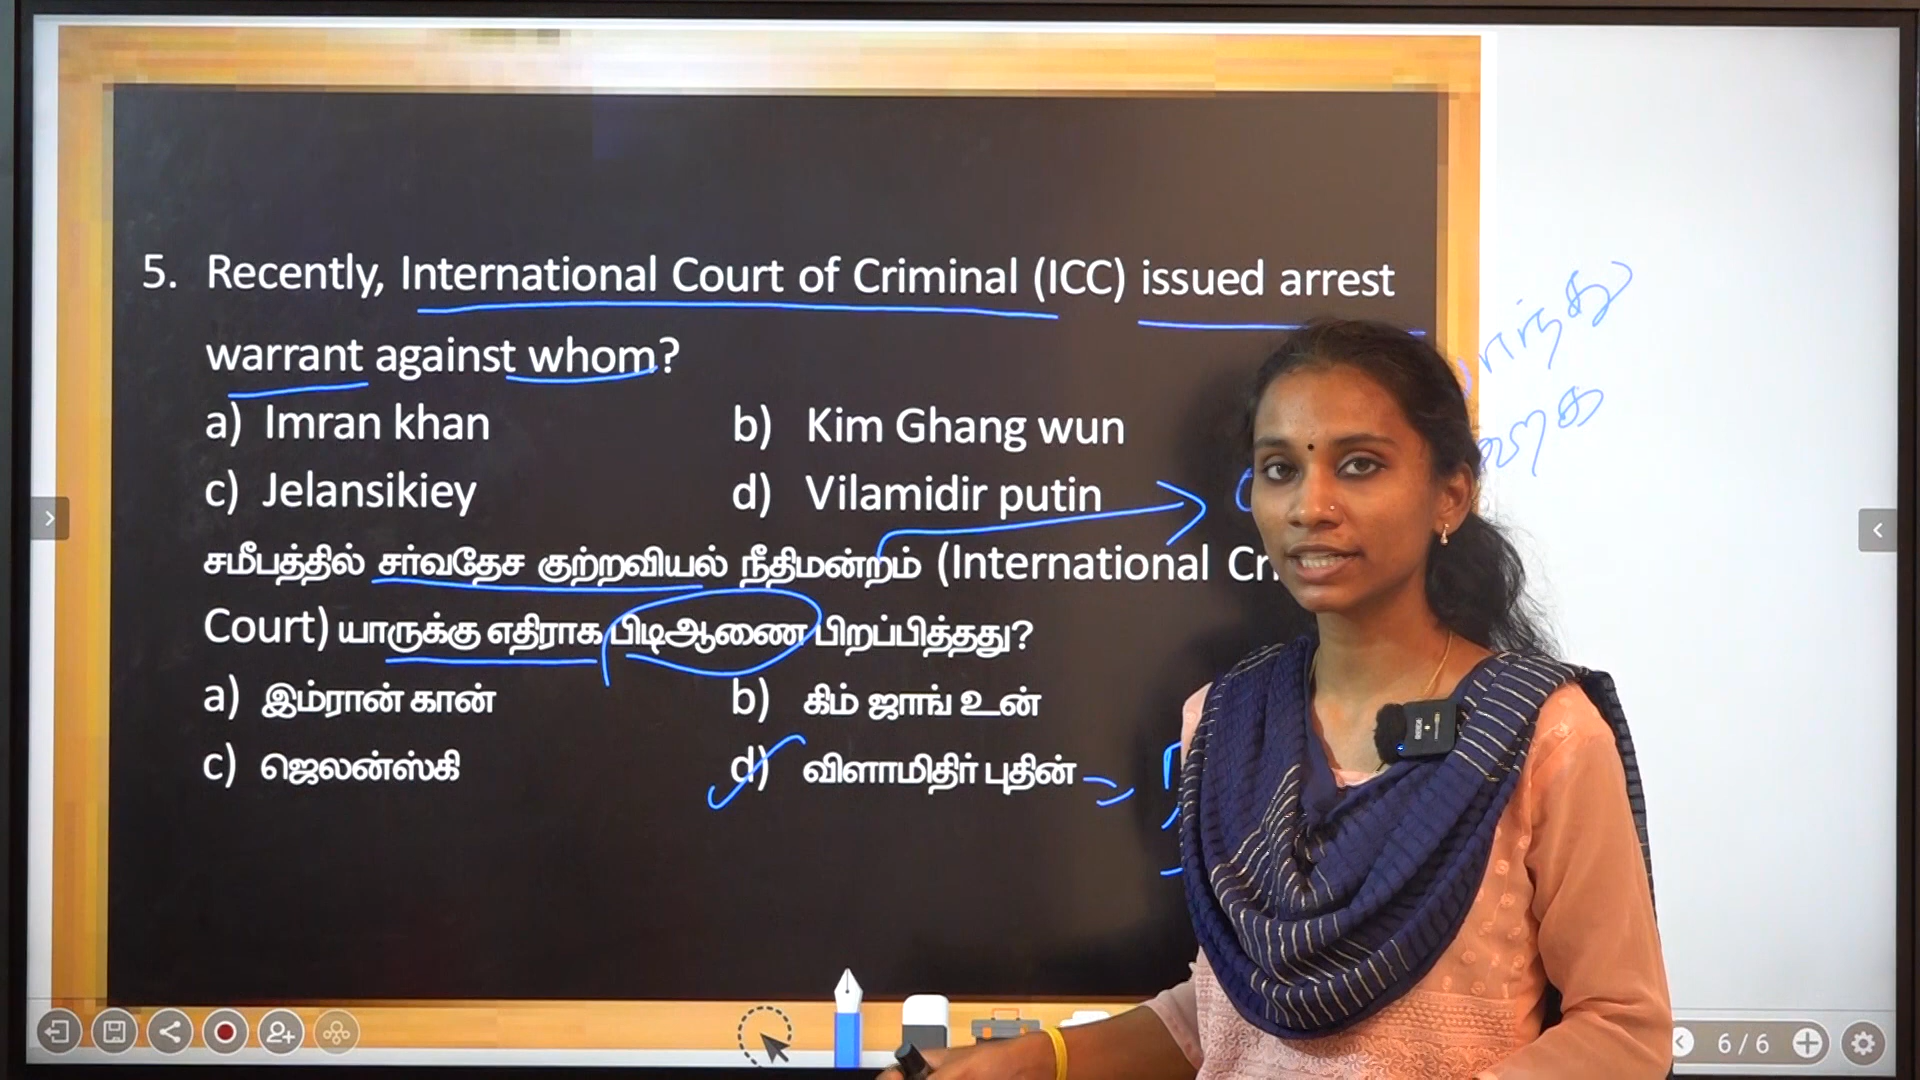 5. Recently, International Court of Criminal (ICC) issued arrest
warrant against whom?
a) Imran khan b) Kim Ghang wun
c) Jelansikiey d) Vilamidir putin
சமீபத்தில் சர்வதேச குற்றவியல் நீதிமன்றம் (International
Court) யாருக்கு எதிராக பிடிஆணை பிறப்பித்தது?
a) இம்ரான் கான் b) கிம் ஜாங் உன்
c) ஜெலன்ஸ்கி d) விளாமிதிர் புதின்
6/6